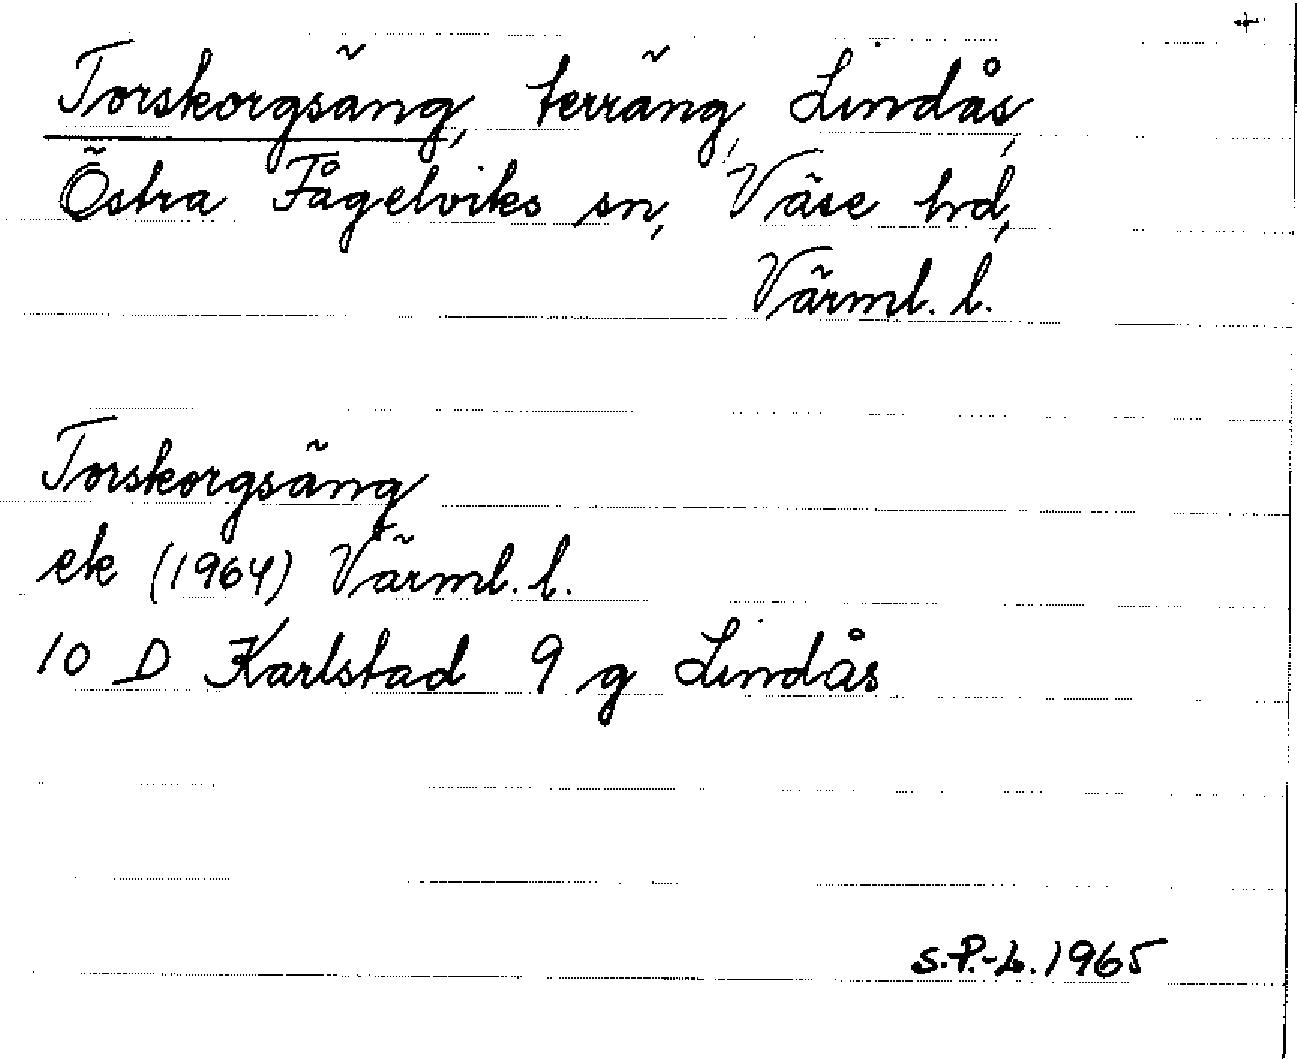 +
Torskorgsäng, terräng, Lindås,
Östra Fågelviks sn, Väse hd,
Värml. l.
Torskorgsäng
ek (1964) Värml. l.
10 D Karlstad 9 g Lindås
S.P.-L. 1965